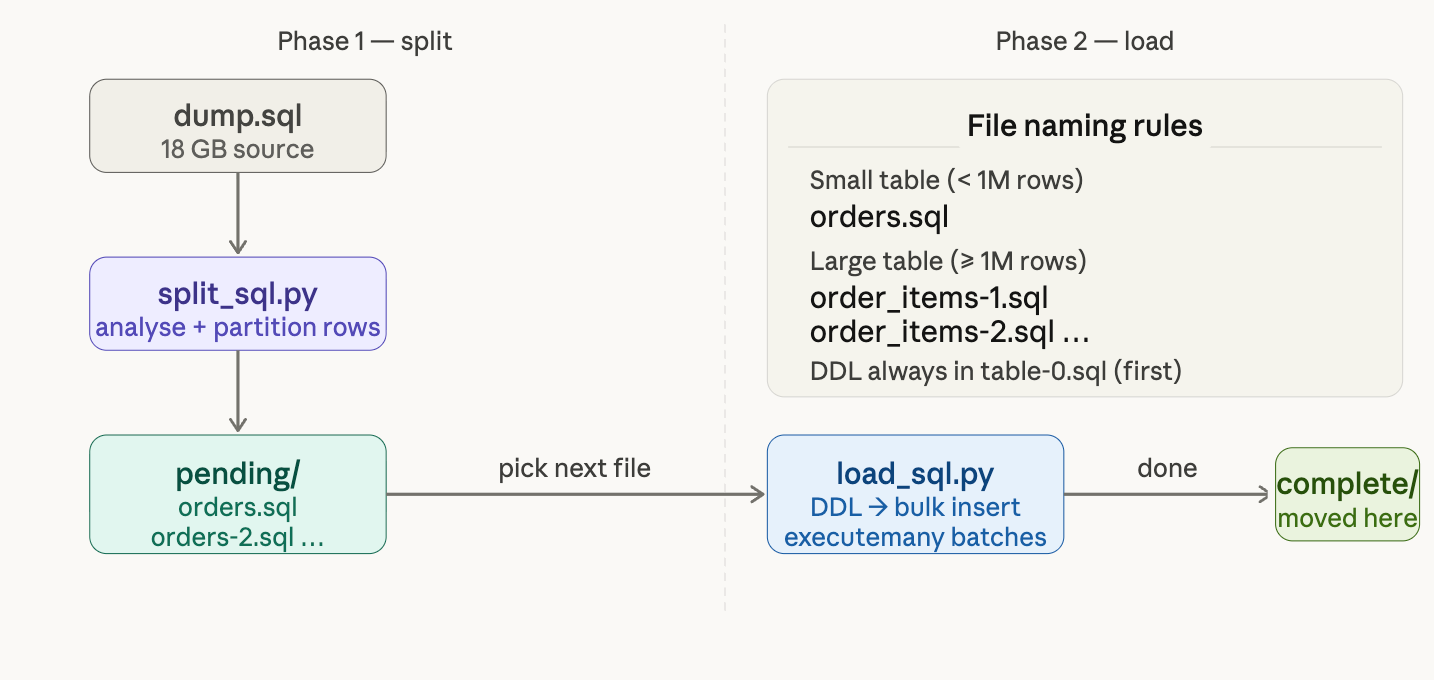 Phase 1 — split
dump.sql
18 GB source
split_sql.py
analyse + partition rows
pending/
orders.sql
orders-2.sql ...
pick next file
Phase 2 — load
File naming rules
Small table (< 1M rows)
orders.sql
Large table (≥ 1M rows)
order_items-1.sql
order_items-2.sql ...
DDL always in table-0.sql (first)
load_sql.py
DDL → bulk insert
executemany batches
done
complete/
moved here